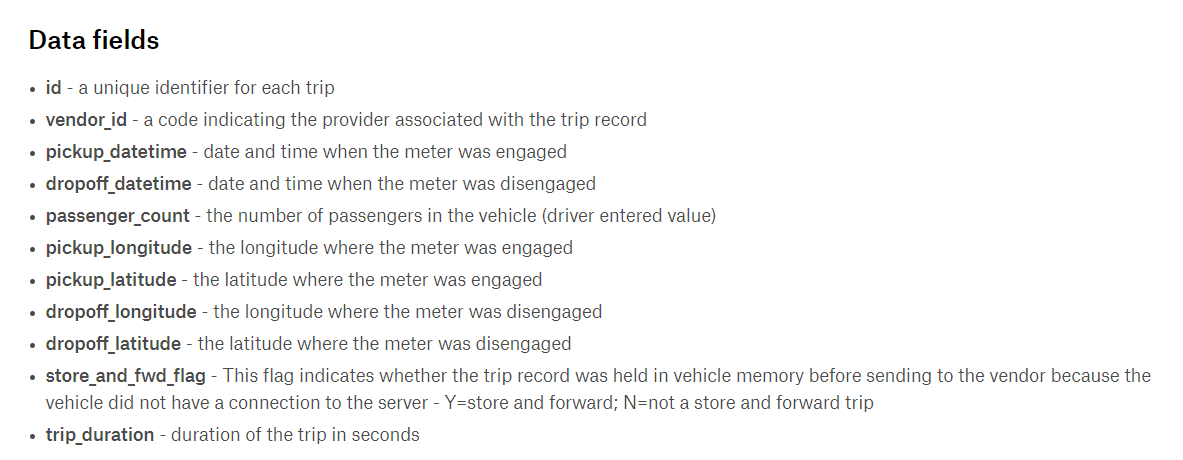 Data fields
• id - a unique identifier for each trip
• vendor_id - a code indicating the provider associated with the trip record
• pickup_datetime - date and time when the meter was engaged
• dropoff_datetime - date and time when the meter was disengaged
• passenger_count - the number of passengers in the vehicle (driver entered value)
• pickup_longitude - the longitude where the meter was engaged
• pickup_latitude - the latitude where the meter was engaged
• dropoff_longitude - the longitude where the meter was disengaged
• dropoff_latitude - the latitude where the meter was disengaged
• store_and_fwd_flag - This flag indicates whether the trip record was held in vehicle memory before sending to the vendor because the
vehicle did not have a connection to the server - Y=store and forward; N=not a store and forward trip
• trip_duration - duration of the trip in seconds